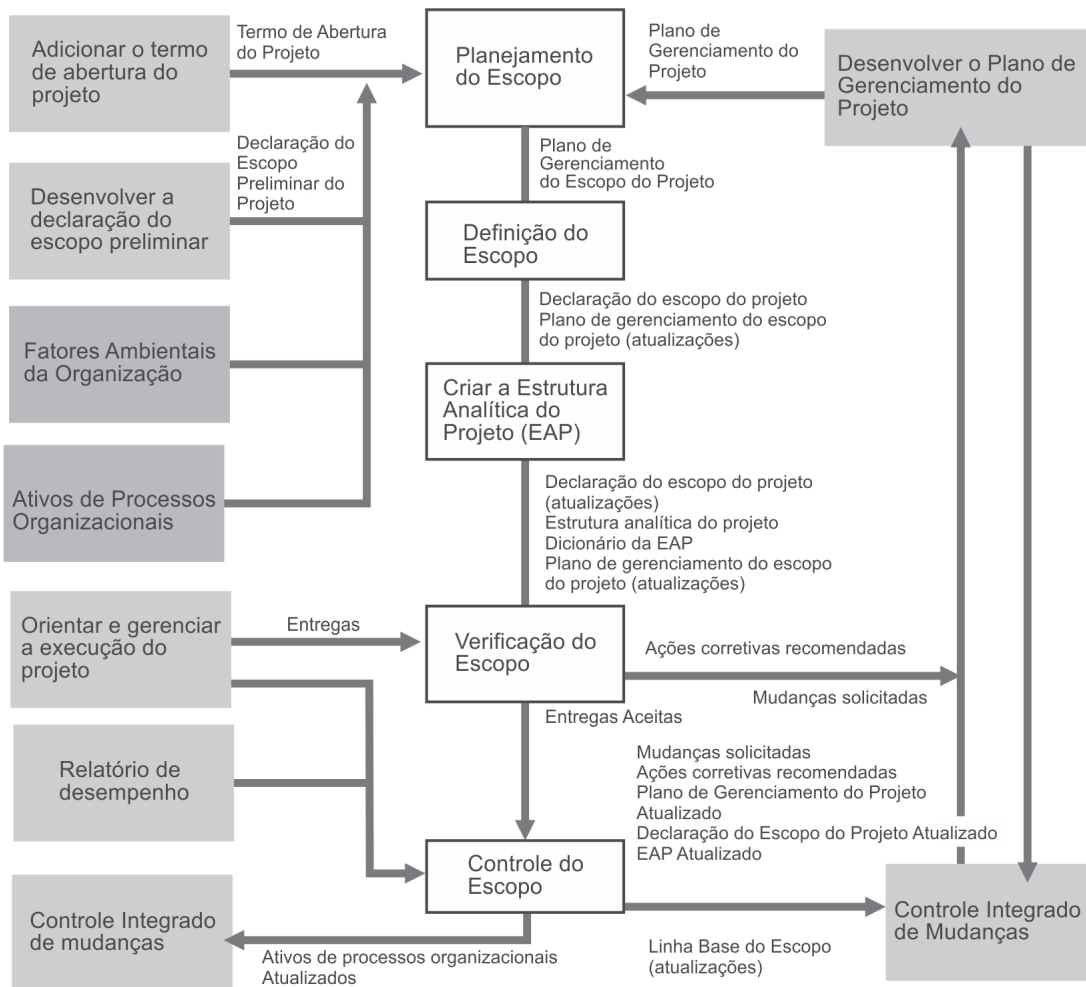 Adicionar o termo
de abertura do
projeto
Termo de Abertura
do Projeto
Planejamento
do Escopo
Plano de
Gerenciamento do
Projeto
Desenvolver o Plano de
Gerenciamento do
Projeto
Declaração do
Escopo
Preliminar do
Projeto
Plano de
Gerenciamento
do Escopo do Projeto
Desenvolver a
declaração do
escopo preliminar
Definição do
Escopo
Declaração do escopo do projeto
Plano de gerenciamento do escopo
do projeto (atualizações)
Fatores Ambientais
da Organização
Criar a Estrutura
Analítica do
Projeto (EAP)
Ativos de Processos
Organizacionais
Declaração do escopo do projeto
(atualizações)
Estrutura analítica do projeto
Dicionário da EAP
Plano de gerenciamento do escopo
do projeto (atualizações)
Orientar e gerenciar
a execução do
projeto
Entregas
Verificação do
Escopo
Ações corretivas recomendadas
Mudanças solicitadas
Entregas Aceitas
Relatório de
desempenho
Mudanças solicitadas
Ações corretivas recomendadas
Plano de Gerenciamento do Projeto
Atualizado
Declaração do Escopo do Projeto Atualizado
EAP Atualizado
Controle do
Escopo
Controle Integrado
de mudanças
Ativos de processos organizacionais
Atualizados
Linha Base do Escopo
(atualizações)
Controle Integrado
de Mudanças